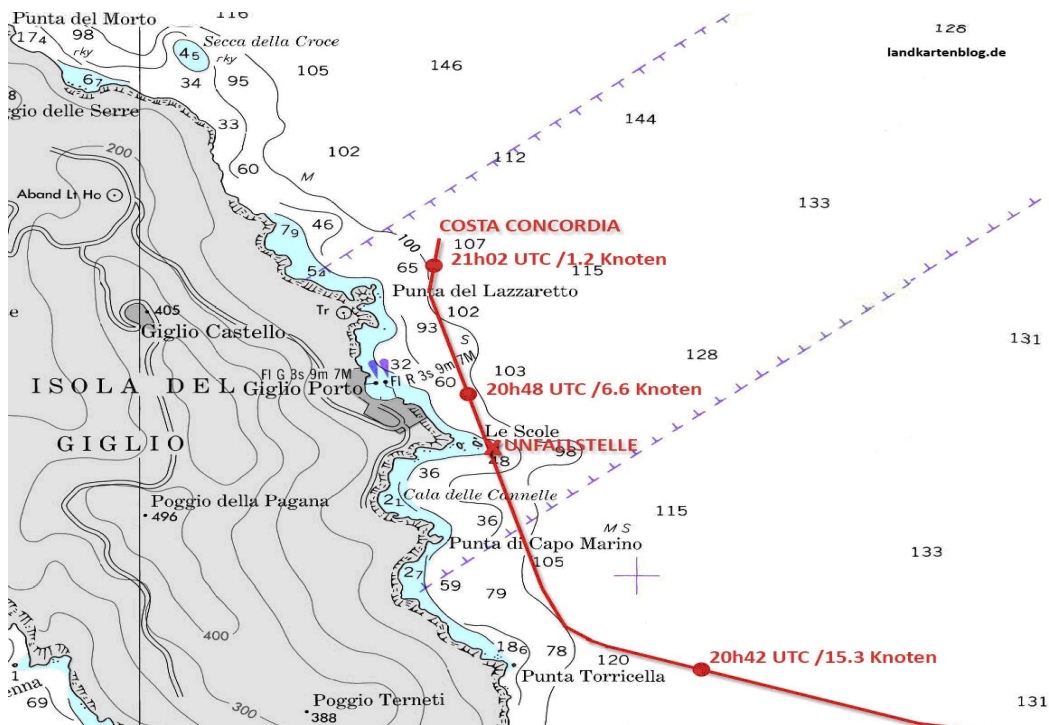 Punta del Morto
116
128
17₄
98
rky
4₅
Secca della Croce
rky
landkartenblog.de
6₇
34
95
105
146
8
ggio delle Serre
33
144
200
102
112
60
M
Aband Lt Ho
7₉
46
133
100
COSTA CONCORDIA
107
65
21h02 UTC /1.2 Knoten
5₄
115
Punta del Lazzaretto
e
405
Tr
102
Giglio Castello
93
S
131
32
128
Fl G 3s 9m 7M
Fl R 3s 9m 7M
103
ISOLA DEL
Giglio Porto
60
20h48 UTC /6.6 Knoten
GIGLIO
Le Scole
UNFALLSTELLE
48
98
36
Cala delle Cannelle
2₁
Poggio della Pagana
496
36
M S
115
Punta di Capo Marino
133
105
2₇
59
79
400
18₆
78
120
20h42 UTC /15.3 Knoten
1
Punta Torricella
enna
69
Poggio Terneti
300
388
131